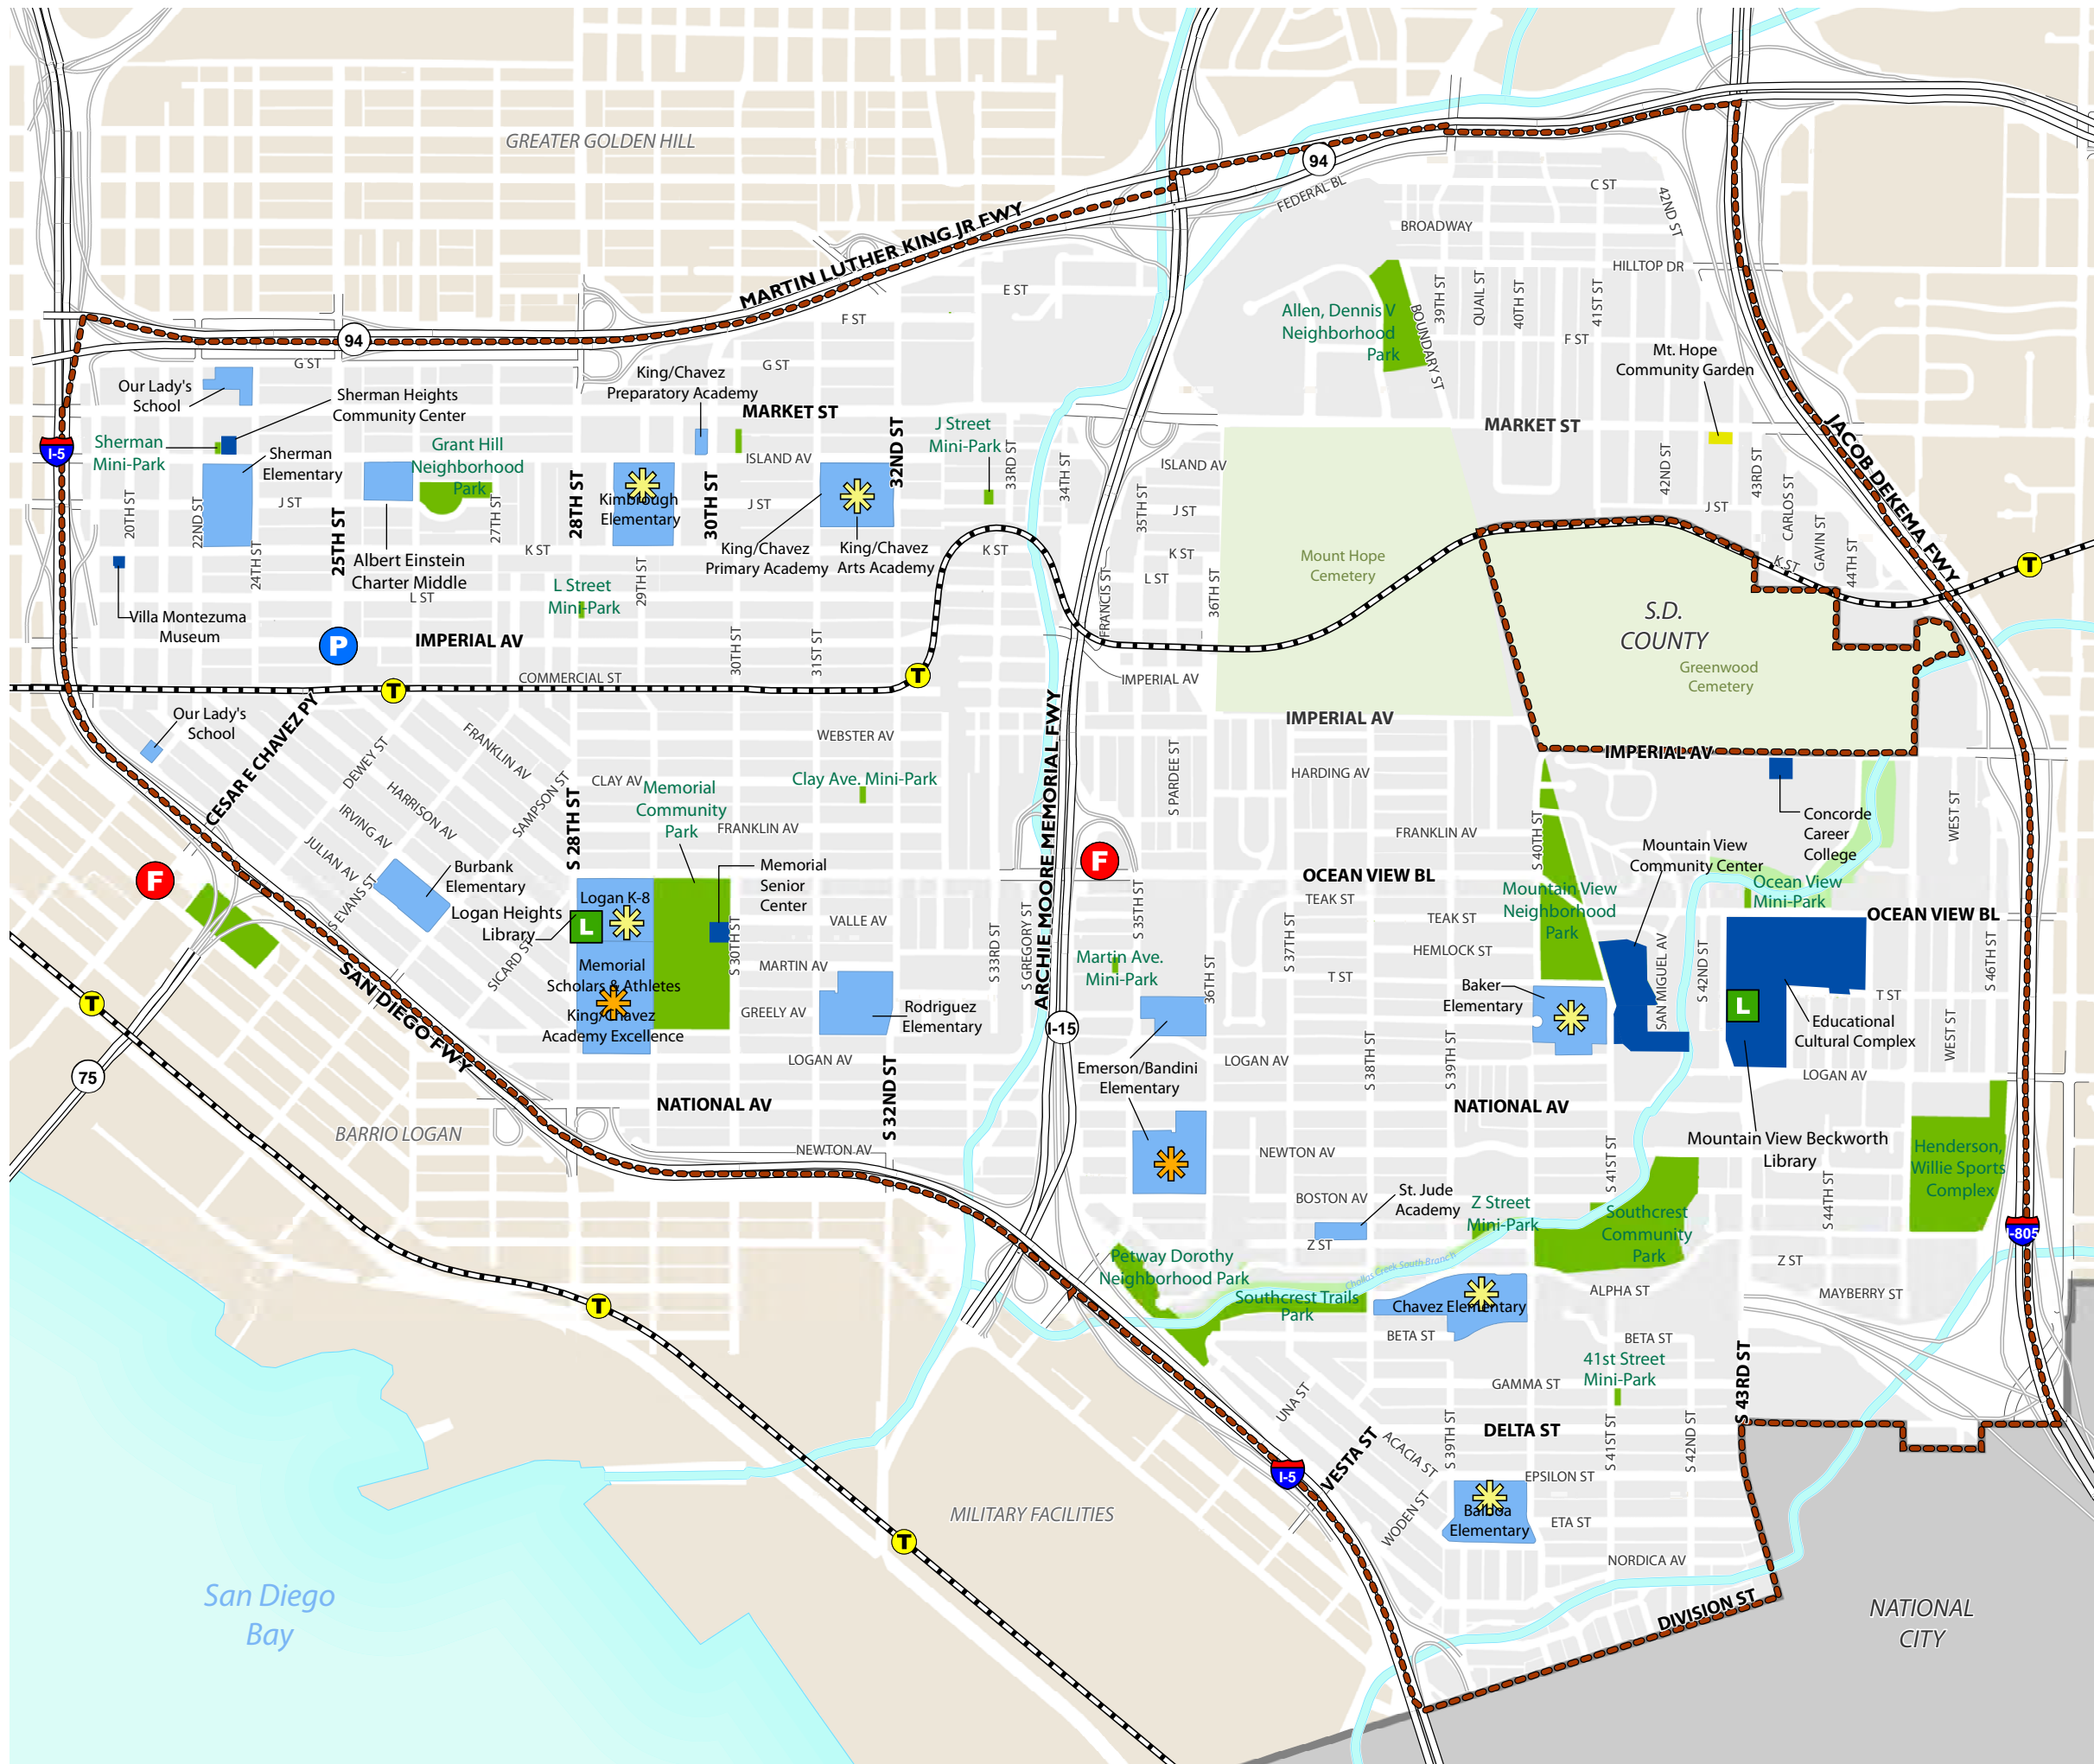 GREATER GOLDEN HILL
94
FEDERAL BL
C ST
42ND ST
BROADWAY
MARTIN LUTHER KING JR FWY
HILLTOP DR
E ST
F ST
39TH ST
QUAIL ST
40TH ST
41ST ST
Allen, Dennis V
Neighborhood
Park
BOUNDARY ST
F ST
94
G ST
G ST
Mt. Hope
Community Garden
Our Lady's
School
Sherman Heights
Community Center
King/Chavez
Preparatory Academy
MARKET ST
MARKET ST
J Street
Mini-Park
JACOB DEKEMA FWY
I-5
Sherman
Mini-Park
Sherman
Elementary
Grant Hill
Neighborhood
Park
ISLAND AV
32ND ST
33RD ST
34TH ST
ISLAND AV
42ND ST
43RD ST
20TH ST
22ND ST
J ST
25TH ST
27TH ST
28TH ST
Kimbrough
Elementary
30TH ST
J ST
35TH ST
J ST
J ST
CARLOS ST
GAVIN ST
44TH ST
24TH ST
Albert Einstein
Charter Middle
K ST
King/Chavez
Primary Academy
King/Chavez
Arts Academy
K ST
K ST
Mount Hope
Cemetery
K ST
T
L ST
L Street
Mini-Park
29TH ST
L ST
FRANCIS ST
36TH ST
S.D.
COUNTY
Villa Montezuma
Museum
P
IMPERIAL AV
30TH ST
31ST ST
Greenwood
Cemetery
COMMERCIAL ST
T
T
IMPERIAL AV
Our Lady's
School
CESAR E CHAVEZ PY
DEWEY ST
FRANKLIN AV
WEBSTER AV
IMPERIAL AV
IMPERIAL AV
HARRISON AV
SAMPSON ST
CLAY AV
Clay Ave. Mini-Park
ARCHIE MOORE MEMORIAL FWY
S PARDEE ST
HARDING AV
IRVING AV
S 28TH ST
Memorial
Community
Park
FRANKLIN AV
FRANKLIN AV
S 40TH ST
Concorde
Career
College
WEST ST
JULIAN AV
Burbank
Elementary
Mountain View
Community Center
F
F
Memorial
Senior
Center
OCEAN VIEW BL
Ocean View
Mini-Park
OCEAN VIEW BL
S EVANS ST
Logan Heights
Library
L
Logan K-8
VALLE AV
S 35TH ST
TEAK ST
TEAK ST
Mountain View
Neighborhood
Park
SICARD ST
S 30TH ST
S 33RD ST
S GREGORY ST
S 37TH ST
HEMLOCK ST
SAN MIGUEL AV
S 42ND ST
S 46TH ST
SAN DIEGO FWY
Memorial
Scholars & Athletes
MARTIN AV
Martin Ave.
Mini-Park
36TH ST
T ST
Baker
Elementary
L
T ST
T
King/Chavez
Academy Excellence
GREELY AV
Rodriguez
Elementary
I-15
Educational
Cultural Complex
WEST ST
75
LOGAN AV
S 32ND ST
Emerson/Bandini
Elementary
LOGAN AV
S 38TH ST
S 39TH ST
LOGAN AV
BARRIO LOGAN
NATIONAL AV
NATIONAL AV
NEWTON AV
NEWTON AV
S 41ST ST
Mountain View Beckworth
Library
Henderson,
Willie Sports
Complex
St. Jude
Academy
BOSTON AV
Z Street
Mini-Park
Southcrest
Community
Park
S 44TH ST
I-805
Z ST
Z ST
Petway Dorothy
Neighborhood Park
Chollas Creek South Branch
Southcrest Trails
Park
T
Chavez Elementary
ALPHA ST
MAYBERRY ST
BETA ST
BETA ST
41st Street
Mini-Park
S 43RD ST
UNA ST
GAMMA ST
DELTA ST
S 39TH ST
S 41ST ST
S 42ND ST
I-5
VESTA ST
ACACIA ST
EPSILON ST
WODEN ST
Balboa
Elementary
ETA ST
MILITARY FACILITIES
T
NORDICA AV
San Diego
Bay
DIVISION ST
NATIONAL
CITY